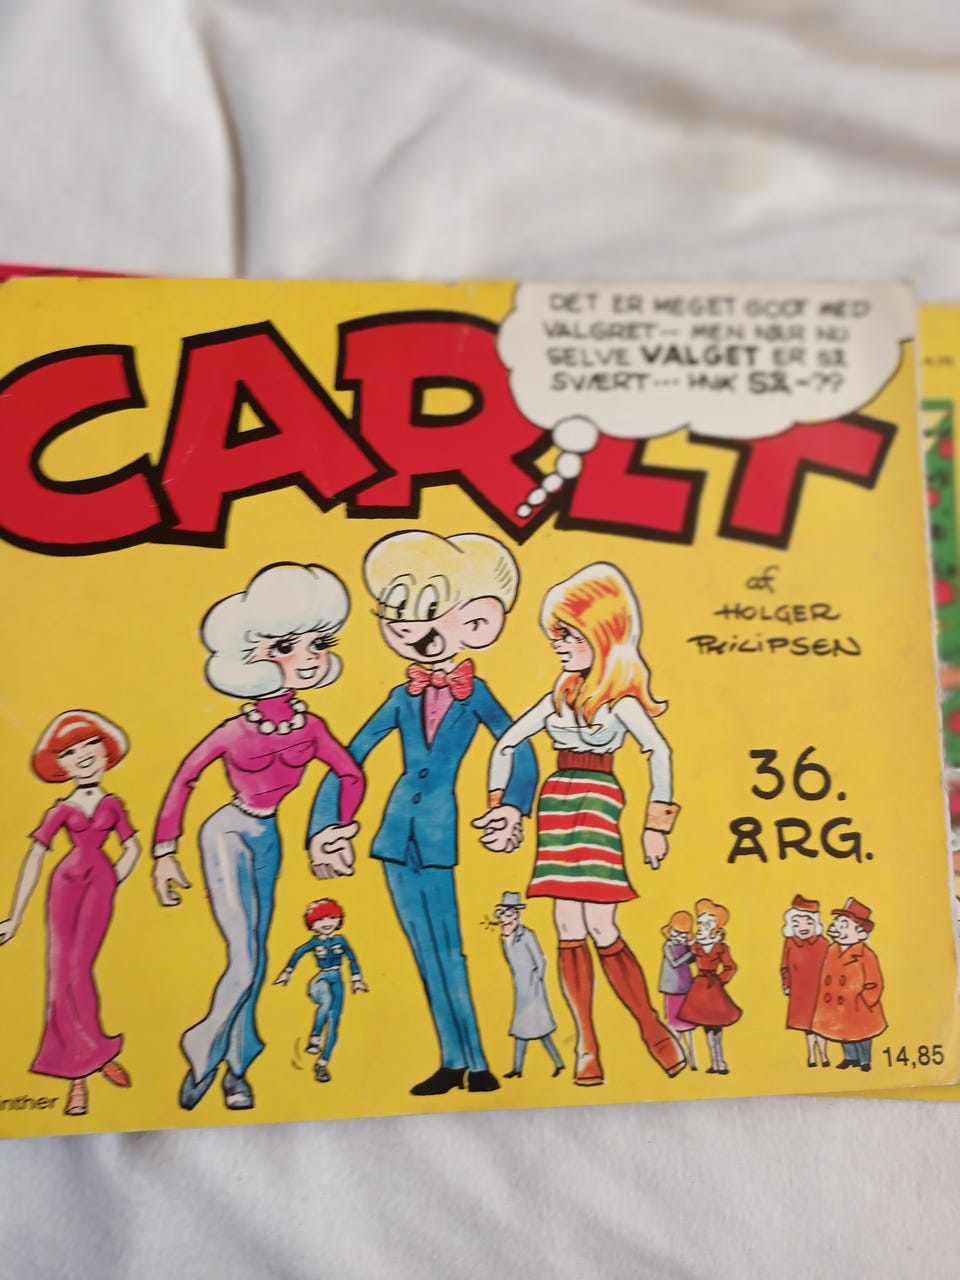 DET ER MEGET GODT MED
VALGRET-- MEN NÅR NU
SELVE VALGET ER SÅ
SVÆRT--- HVA' SÅ-??
CARLT
af
HOLGER
PHILIPSEN
36.
ÅRG.
14,85
inther